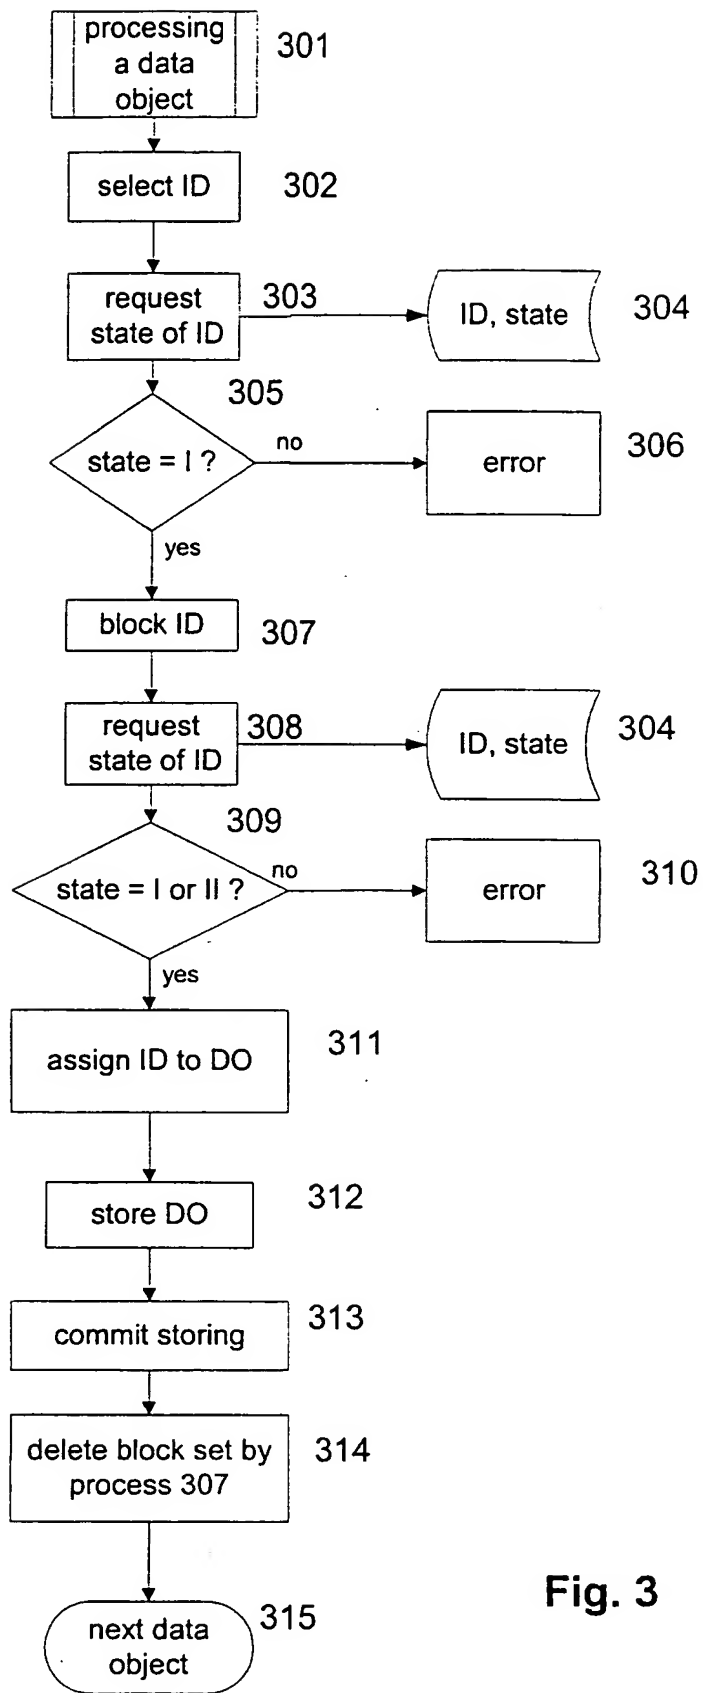 processing
a data
object
301
select ID
302
request
state of ID
303
ID, state
304
305
state = I ?
no
error
306
yes
block ID
307
request
state of ID
308
ID, state
304
309
state = I or II ?
no
error
310
yes
assign ID to DO
311
store DO
312
commit storing
313
delete block set by
process 307
314
next data
object
315
Fig. 3